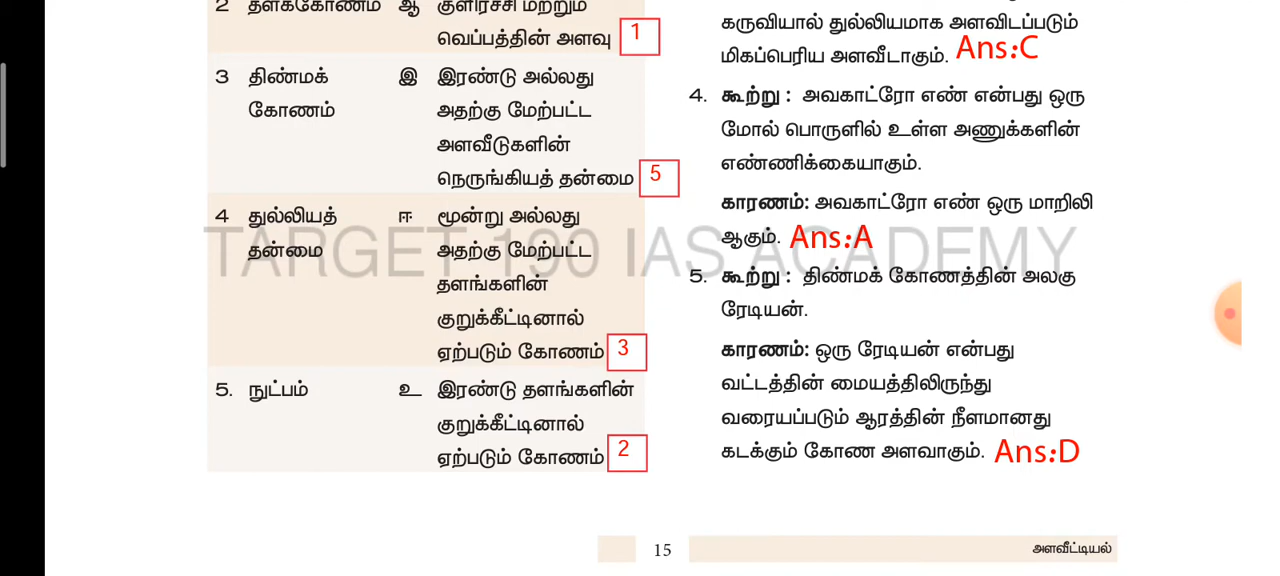 2 தளக்கோணம் ஆ குளிர்ச்சி மற்றும்
வெப்பத்தின் அளவு 1
3 திண்மக் இ இரண்டு அல்லது
கோணம் அதற்கு மேற்பட்ட
அளவீடுகளின்
நெருங்கியத் தன்மை 5
4 துல்லியத் ஈ மூன்று அல்லது
தன்மை அதற்கு மேற்பட்ட
தளங்களின்
குறுக்கீட்டினால்
ஏற்படும் கோணம் 3
5. நுட்பம் உ இரண்டு தளங்களின்
குறுக்கீட்டினால்
ஏற்படும் கோணம் 2
கருவியால் துல்லியமாக அளவிடப்படும்
மிகப்பெரிய அளவீடாகும். Ans:C
4. கூற்று : அவகாட்ரோ எண் என்பது ஒரு
மோல் பொருளில் உள்ள அணுக்களின்
எண்ணிக்கையாகும்.
காரணம்: அவகாட்ரோ எண் ஒரு மாறிலி
ஆகும். Ans:A
5. கூற்று : திண்மக் கோணத்தின் அலகு
ரேடியன்.
காரணம்: ஒரு ரேடியன் என்பது
வட்டத்தின் மையத்திலிருந்து
வரையப்படும் ஆரத்தின் நீளமானது
கடக்கும் கோண அளவாகும். Ans:D
TARGET 190 IAS ACADEMY
15 அளவீட்டியல்